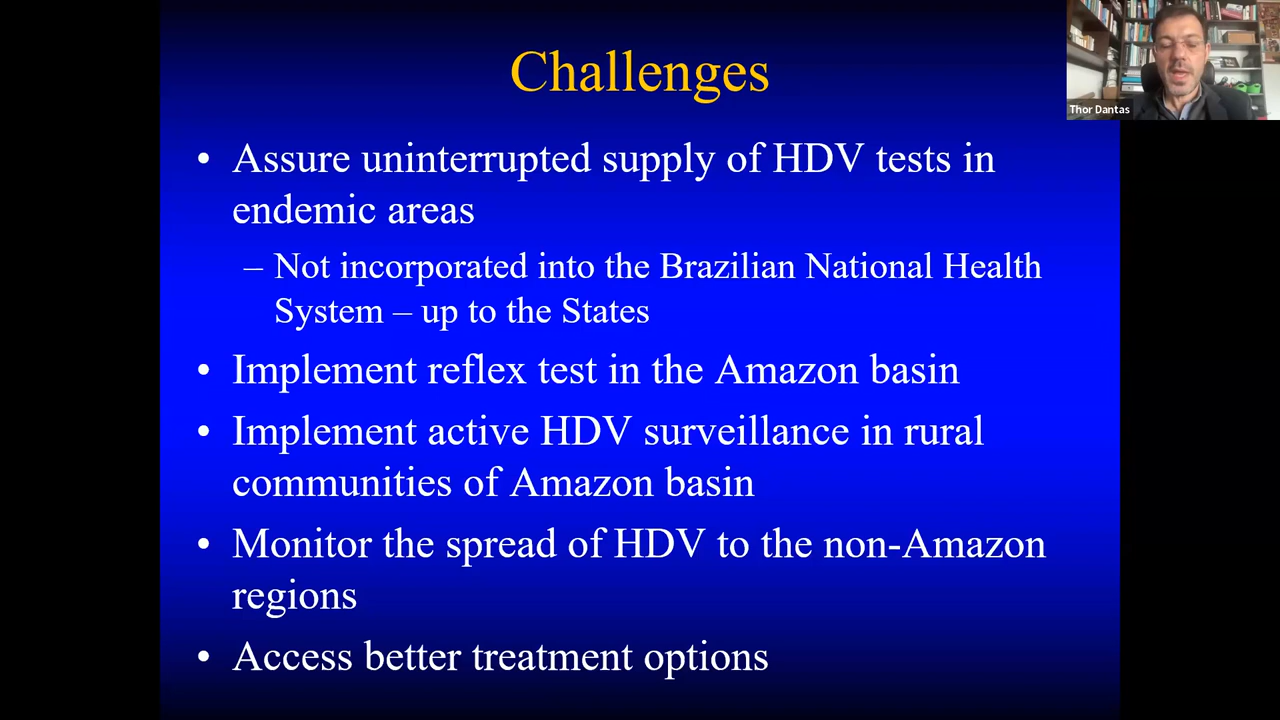 Challenges
Thor Dantas
• Assure uninterrupted supply of HDV tests in
endemic areas
– Not incorporated into the Brazilian National Health
System – up to the States
• Implement reflex test in the Amazon basin
• Implement active HDV surveillance in rural
communities of Amazon basin
• Monitor the spread of HDV to the non-Amazon
regions
• Access better treatment options